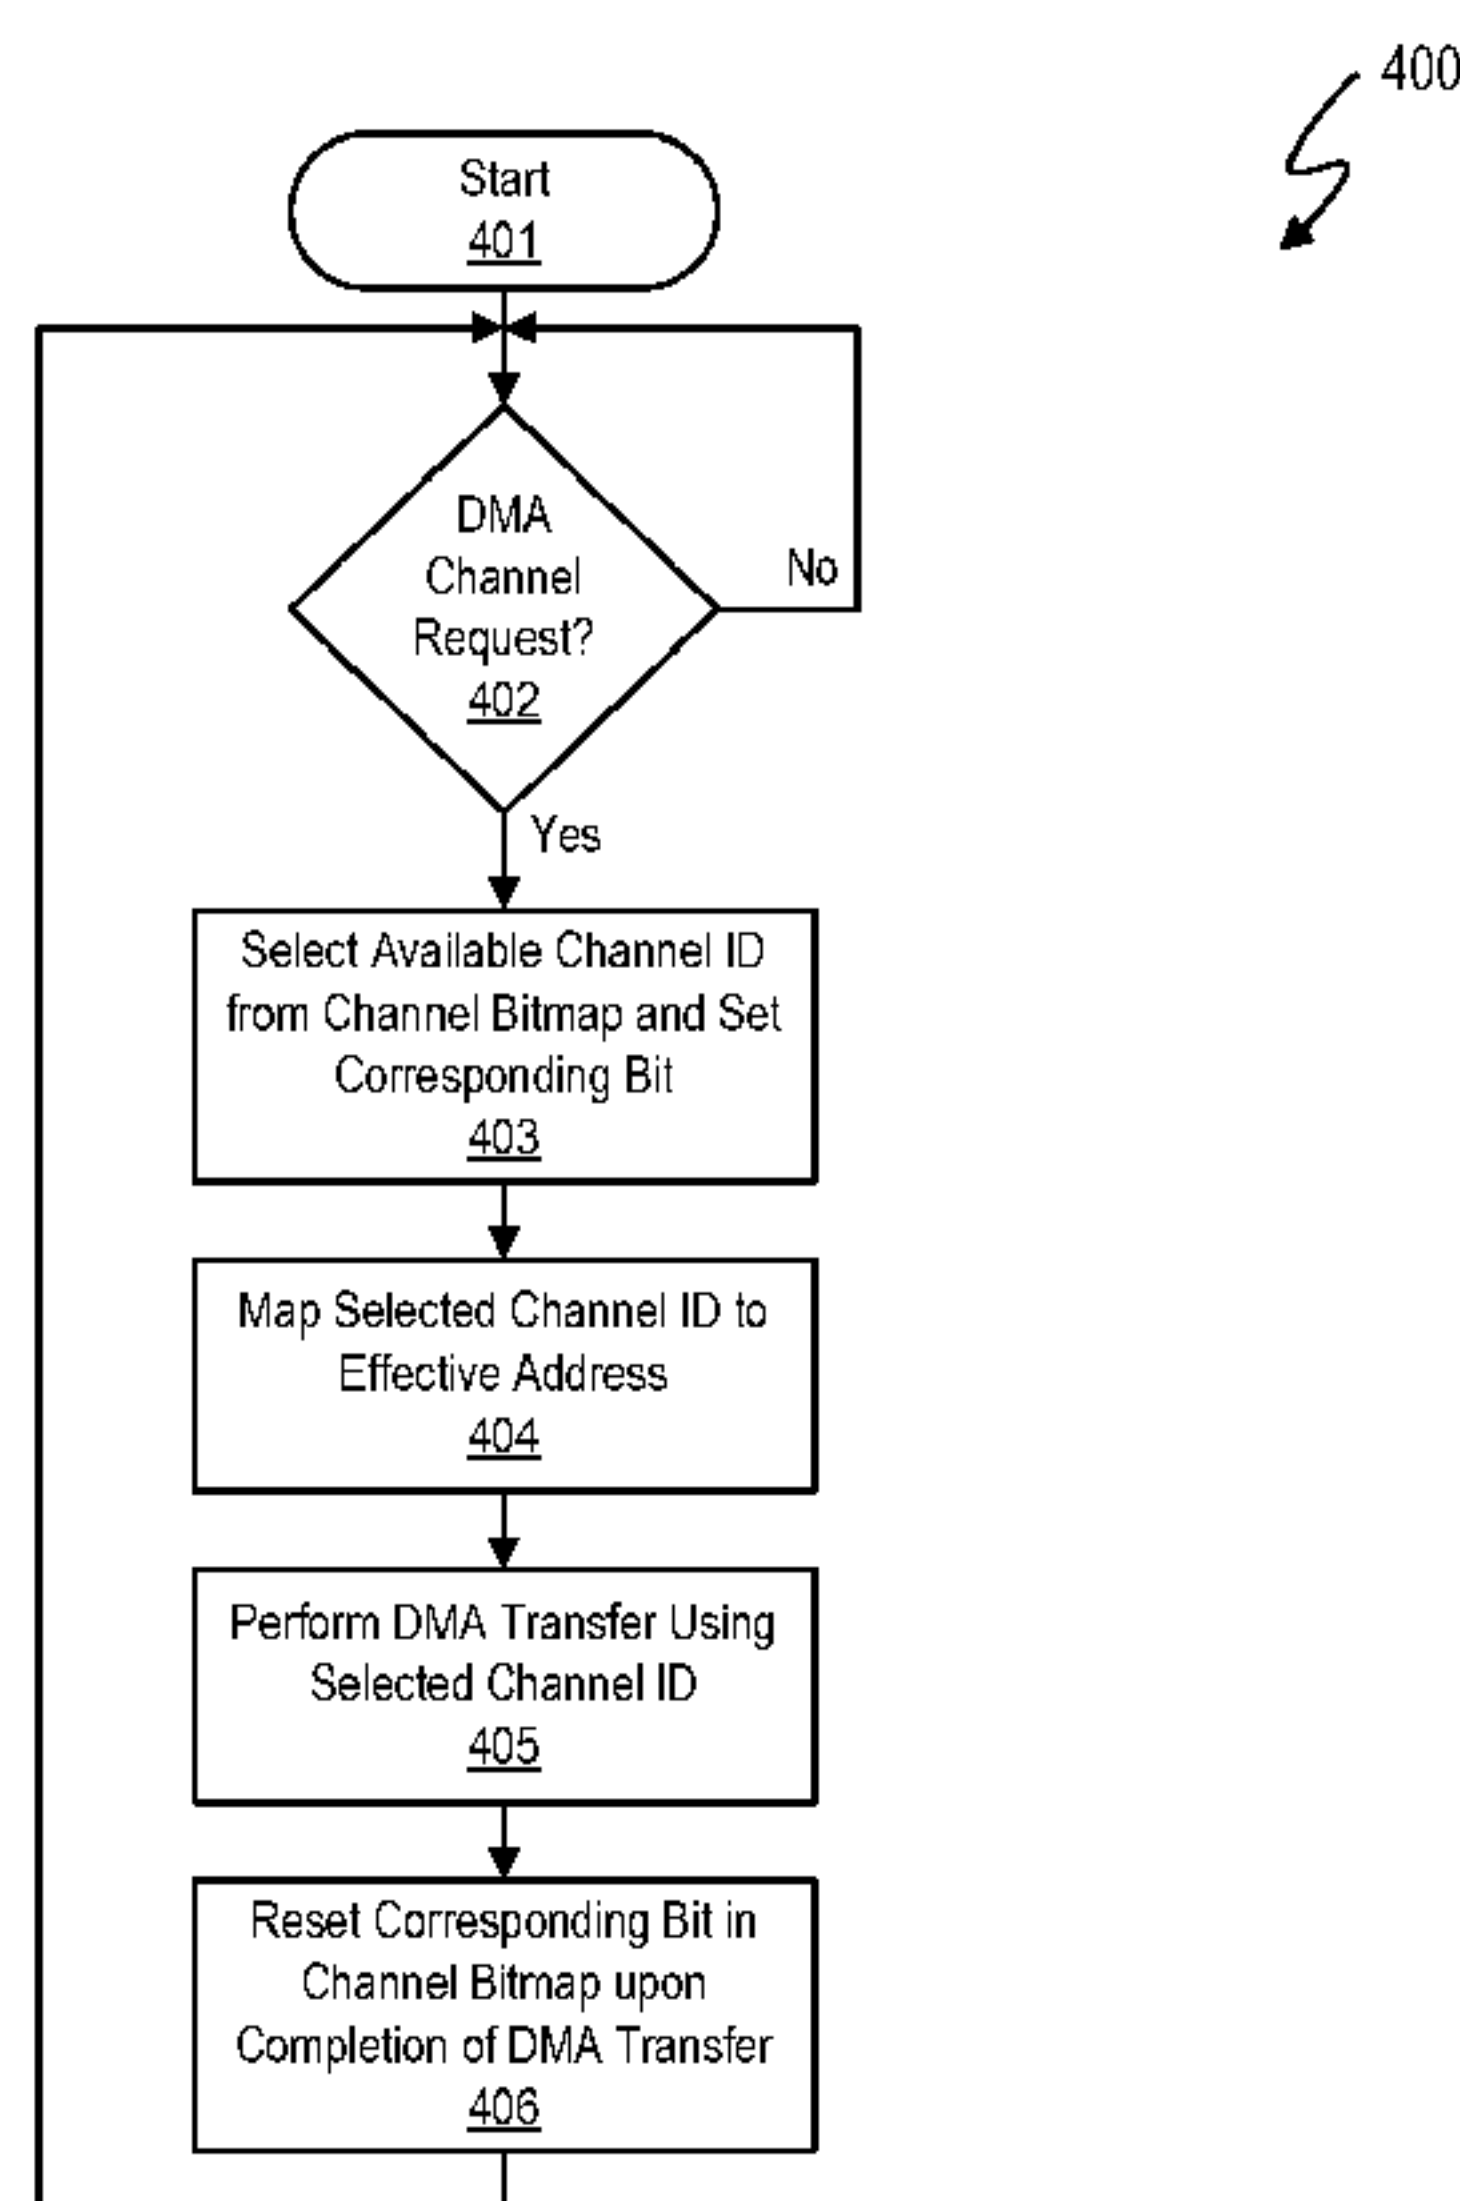 400
Start
401
DMA
Channel
Request?
402
No
Yes
Select Available Channel ID
from Channel Bitmap and Set
Corresponding Bit
403
Map Selected Channel ID to
Effective Address
404
Perform DMA Transfer Using
Selected Channel ID
405
Reset Corresponding Bit in
Channel Bitmap upon
Completion of DMA Transfer
406